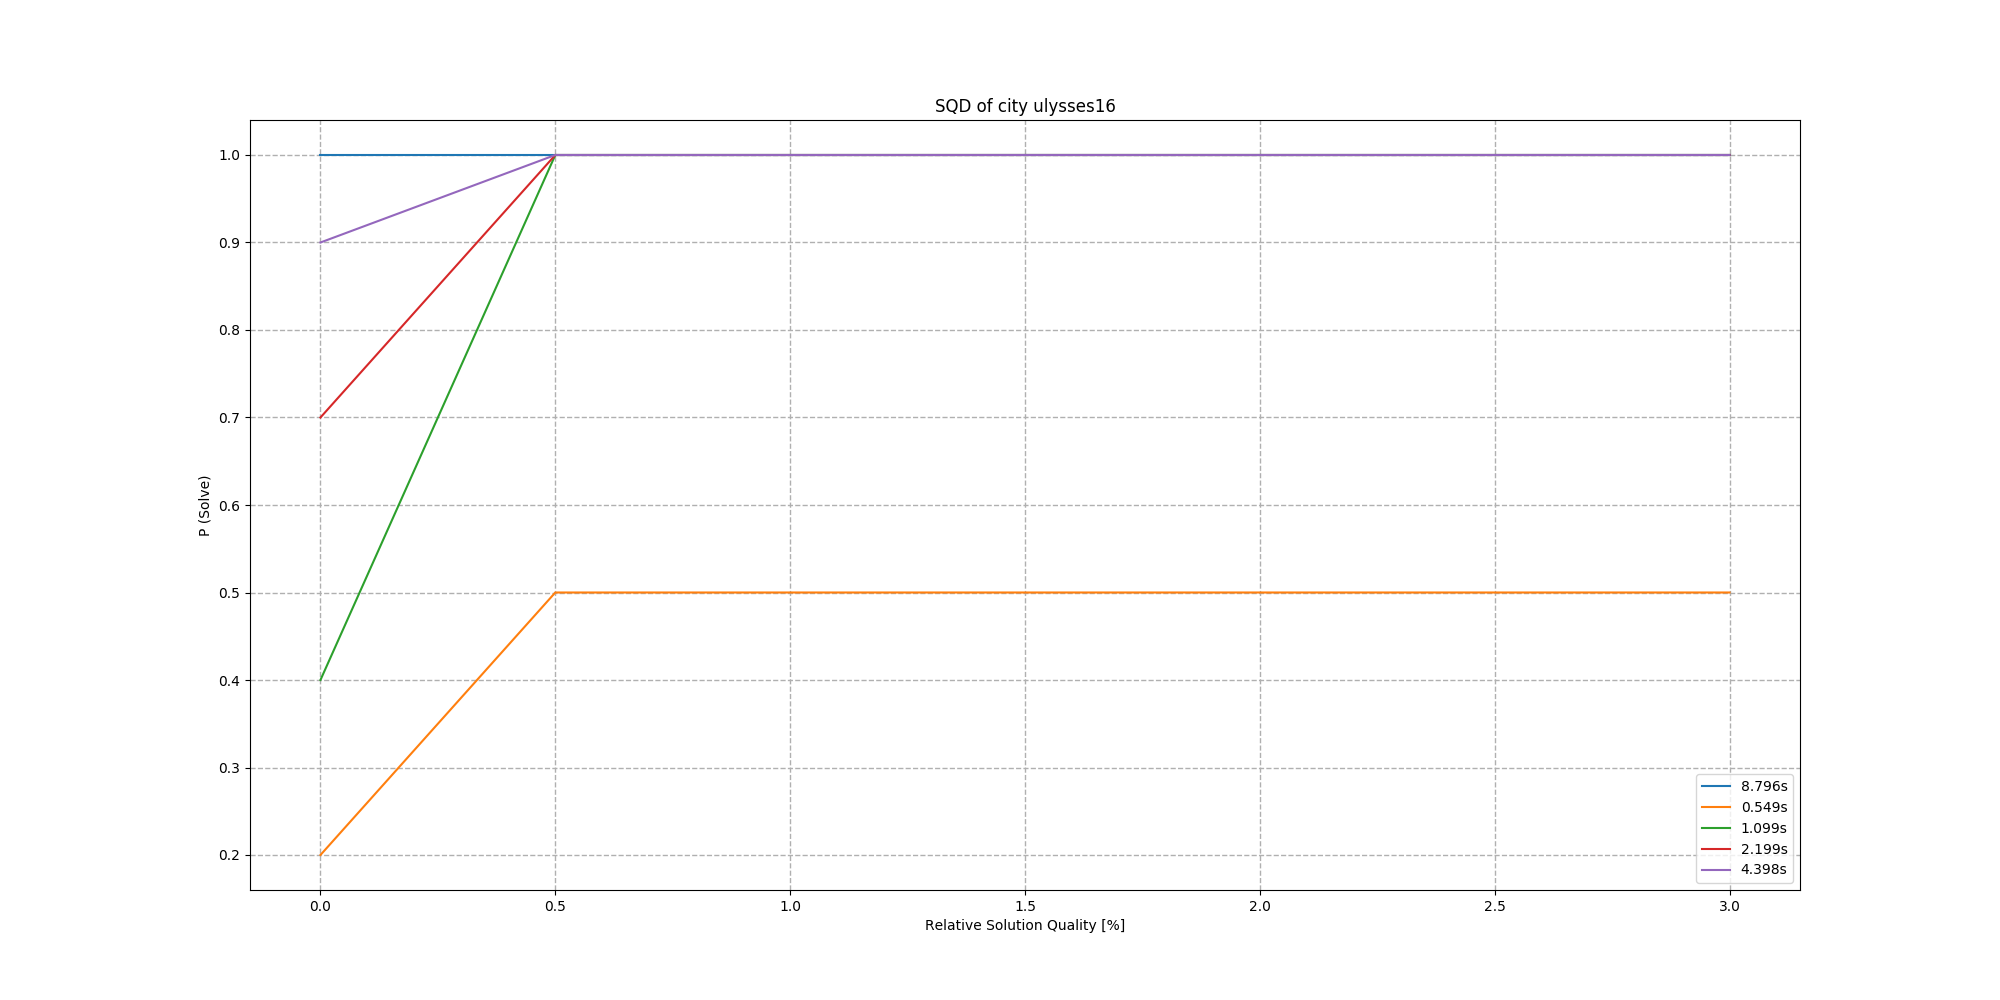 SQD of city ulysses16
P (Solve)
1.0
0.9
0.8
0.7
0.6
0.5
0.4
0.3
0.2
8.796s
0.549s
1.099s
2.199s
4.398s
0.0 0.5 1.0 1.5 2.0 2.5 3.0
Relative Solution Quality [%]